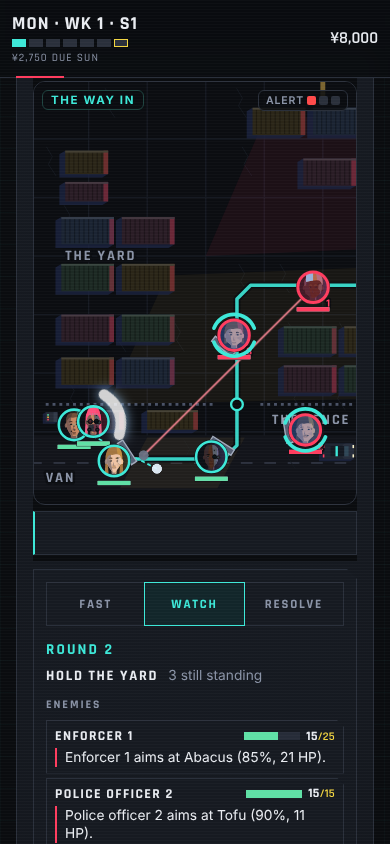 MON · WK 1 · S1
¥2,750 DUE SUN
¥8,000
THE WAY IN
ALERT
THE YARD
1
VAN
FAST
WATCH
RESOLVE
ROUND 2
HOLD THE YARD 3 still standing
ENEMIES
ENFORCER 1 15/25
Enforcer 1 aims at Abacus (85%, 21 HP).
POLICE OFFICER 2 15/15
Police officer 2 aims at Tofu (90%, 11
HP).